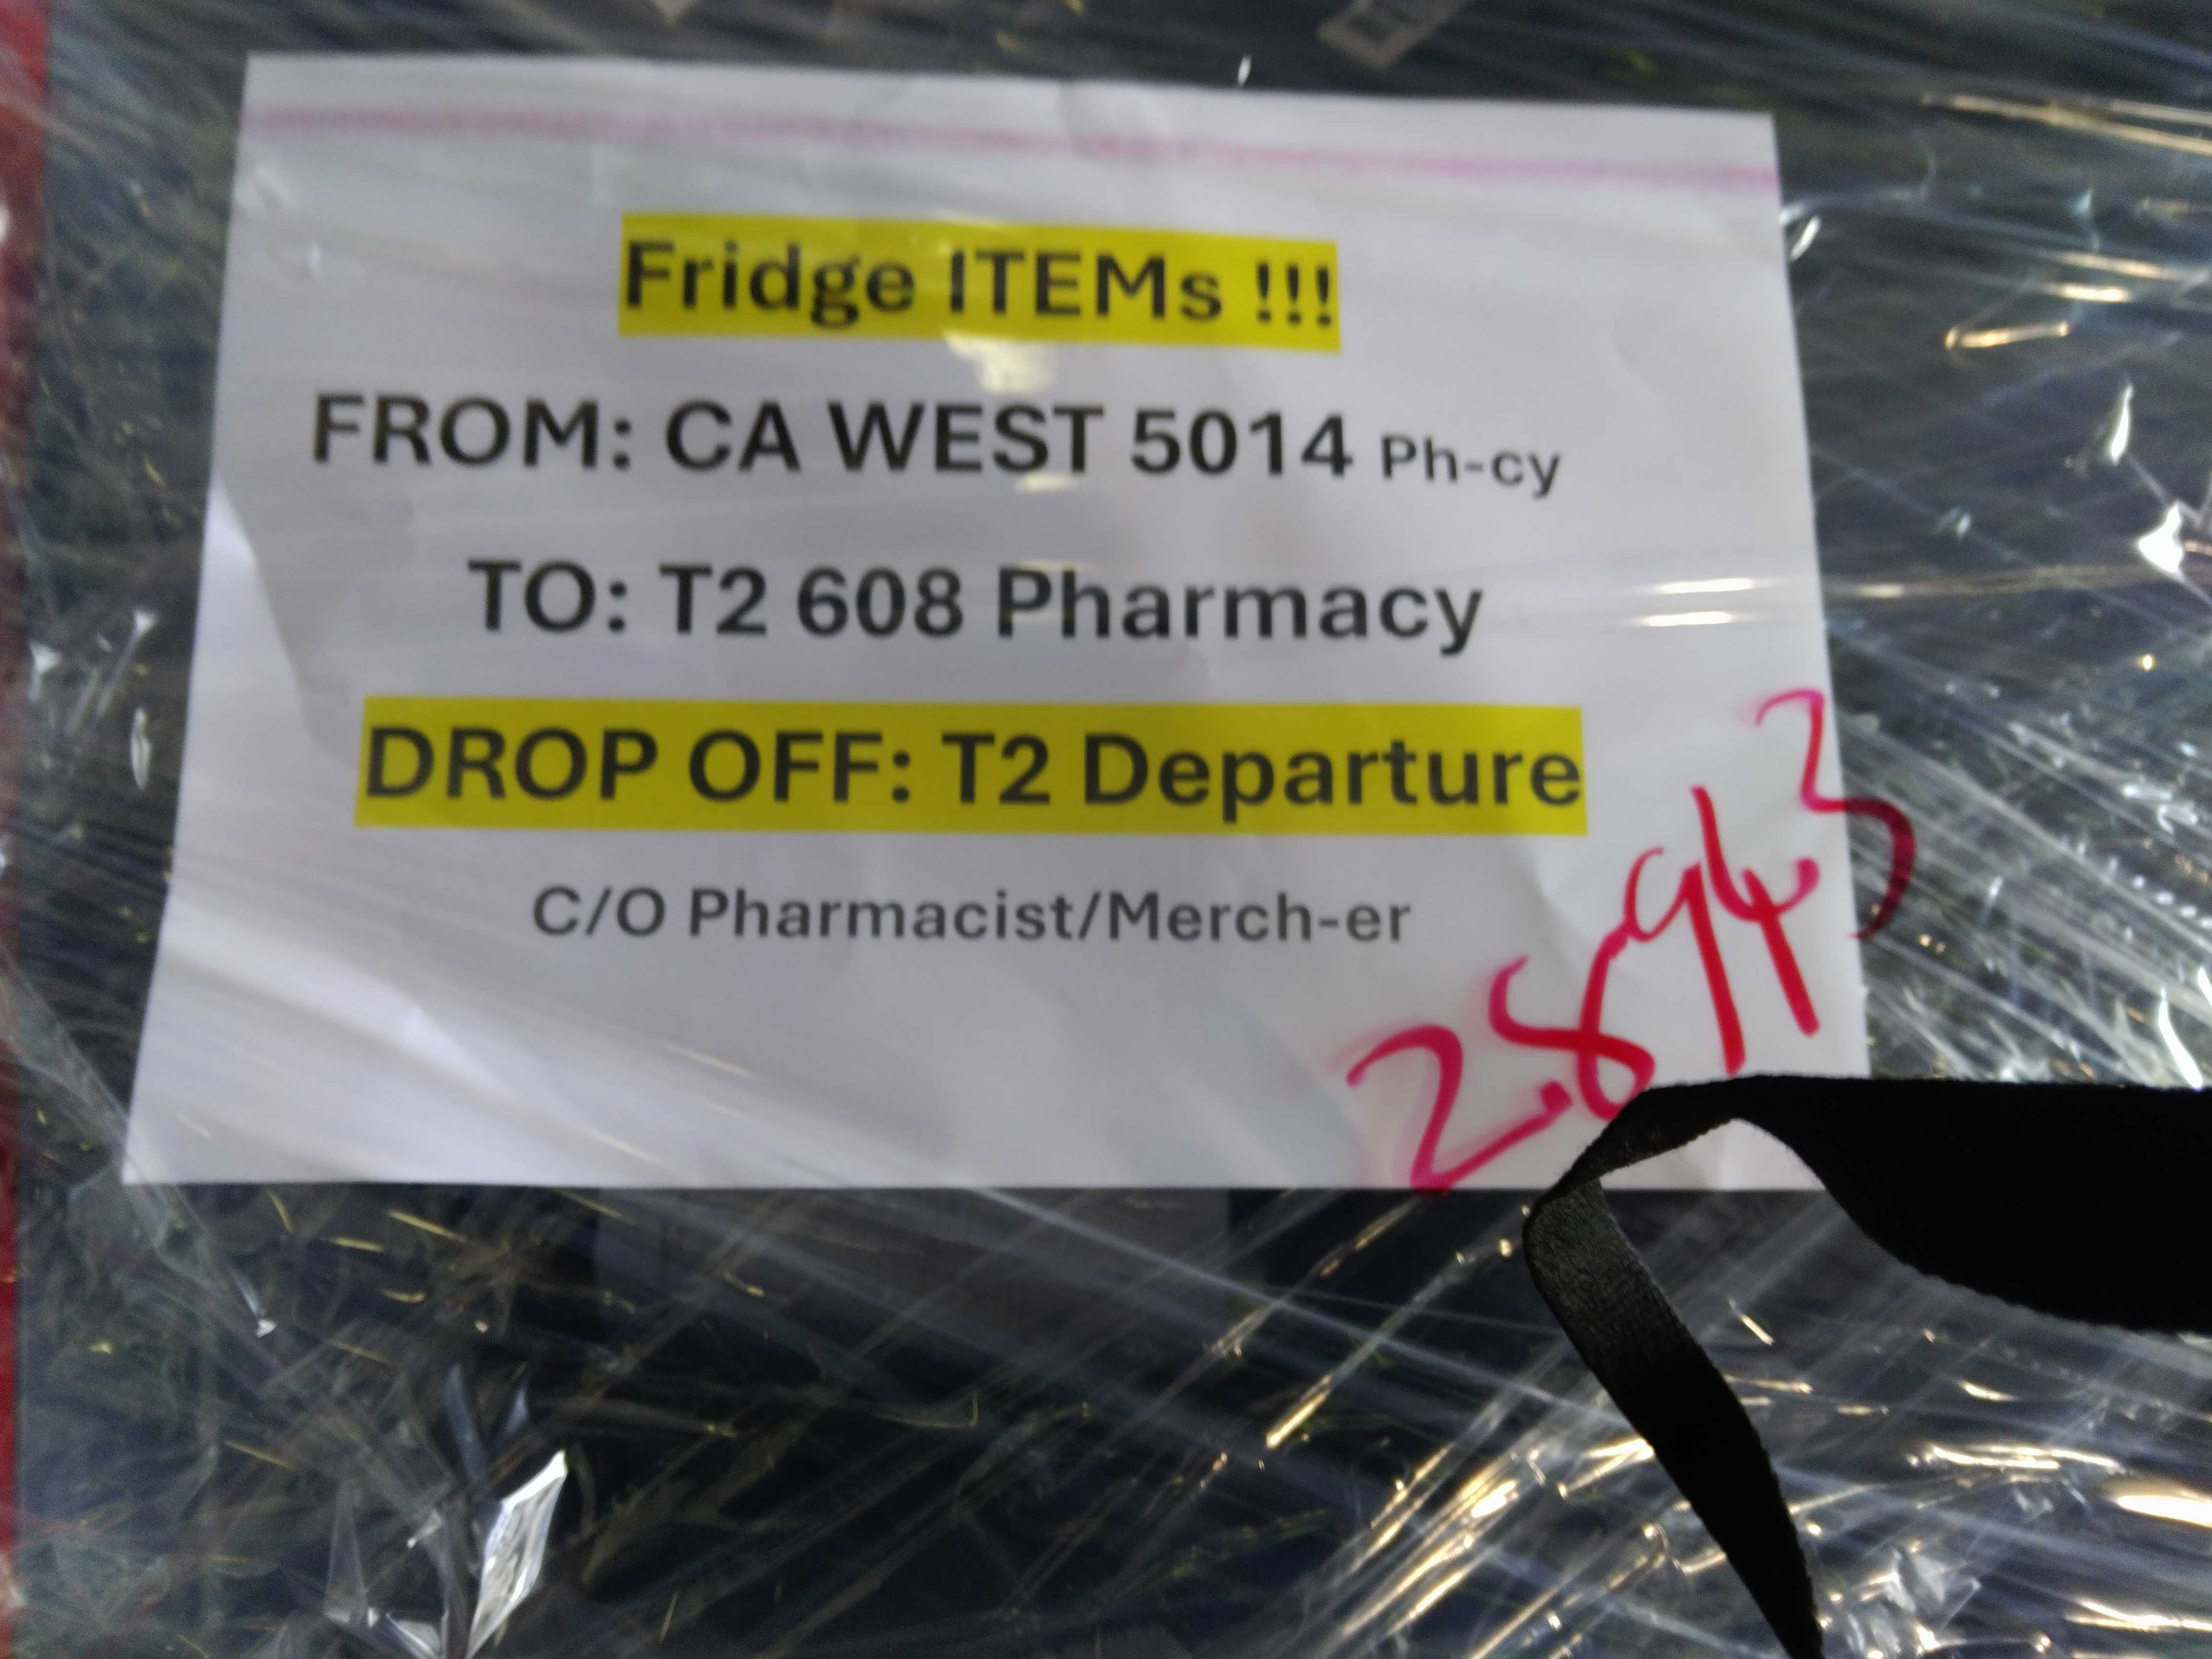 Fridge ITEMs !!!
FROM: CA WEST 5014 Ph-cy
TO: T2 608 Pharmacy
DROP OFF: T2 Departure
C/O Pharmacist/Merch-er